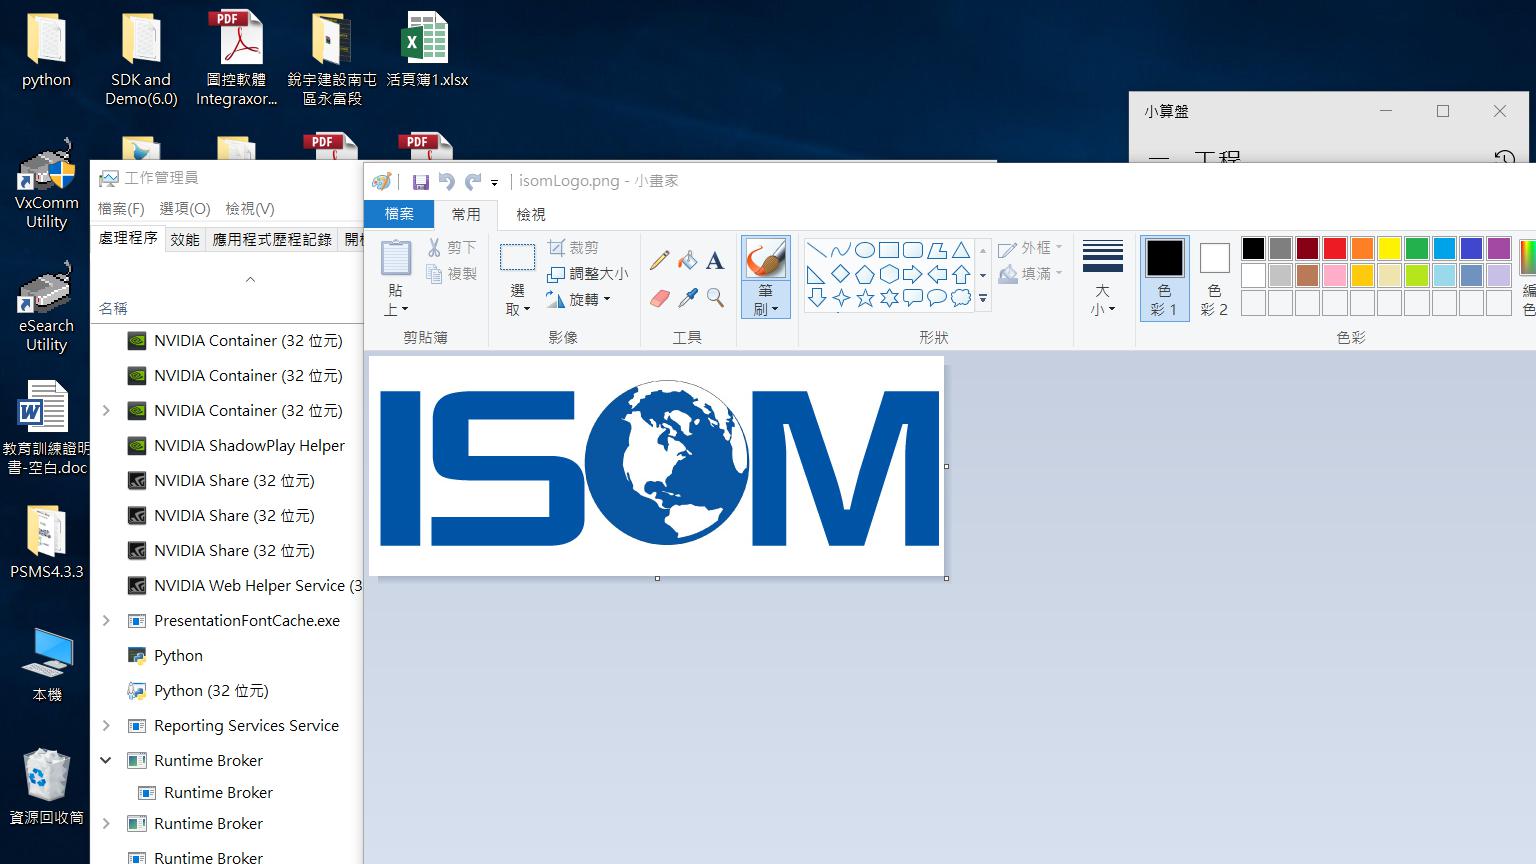 python
SDK and
Demo(6.0)
圖控軟體
Integraxor...
銳宇建設南屯
區永富段
活頁簿1.xlsx
PDF
PDF
PDF
VxComm
Utility
eSearch
Utility
教育訓練證明
書-空白.doc
PSMS4.3.3
本機
資源回收筒
小算盤
工程
工作管理員
檔案(F) 選項(O) 檢視(V)
處理程序 效能 應用程式歷程記錄
名稱
NVIDIA Container (32 位元)
NVIDIA Container (32 位元)
NVIDIA Container (32 位元)
NVIDIA ShadowPlay Helper
NVIDIA Share (32 位元)
NVIDIA Share (32 位元)
NVIDIA Share (32 位元)
NVIDIA Web Helper Service (3
PresentationFontCache.exe
Python
Python (32 位元)
Reporting Services Service
Runtime Broker
Runtime Broker
Runtime Broker
Runtime Broker
isomLogo.png - 小畫家
檔案 常用 檢視
貼
上
剪下
複製
剪貼簿
選
取
裁剪
調整大小
旋轉
影像
A
工具
筆
刷
外框
填滿
形狀
大
小
色
彩 1
色
彩 2
編
色
色彩
ISOM